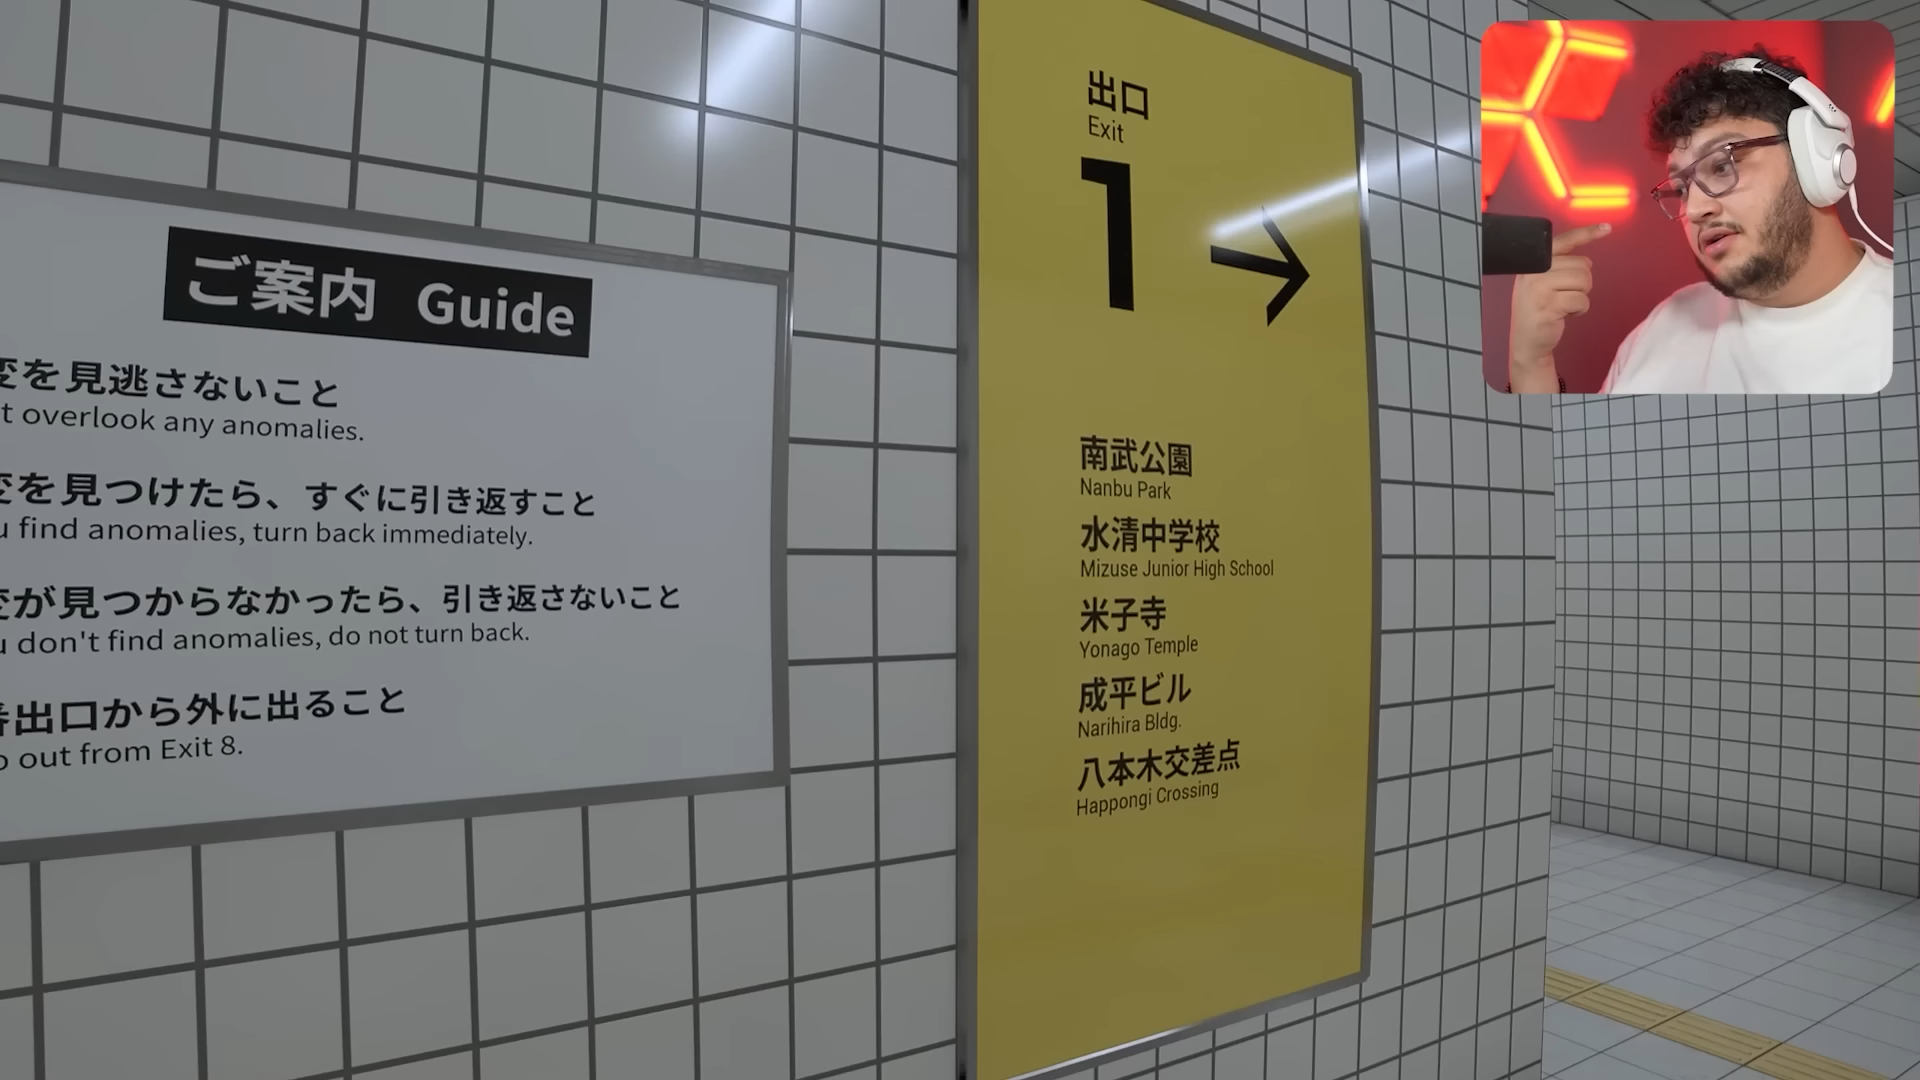 ご案内 Guide
変を見逃さないこと
t overlook any anomalies.
変を見つけたら、すぐに引き返すこと
u find anomalies, turn back immediately.
変が見つからなかったら、引き返さないこと
u don't find anomalies, do not turn back.
番出口から外に出ること
o out from Exit 8.
出口
Exit
1 →
南武公園
Nanbu Park
水清中学校
Mizuse Junior High School
米子寺
Yonago Temple
成平ビル
Narihira Bldg.
八本木交差点
Happongi Crossing